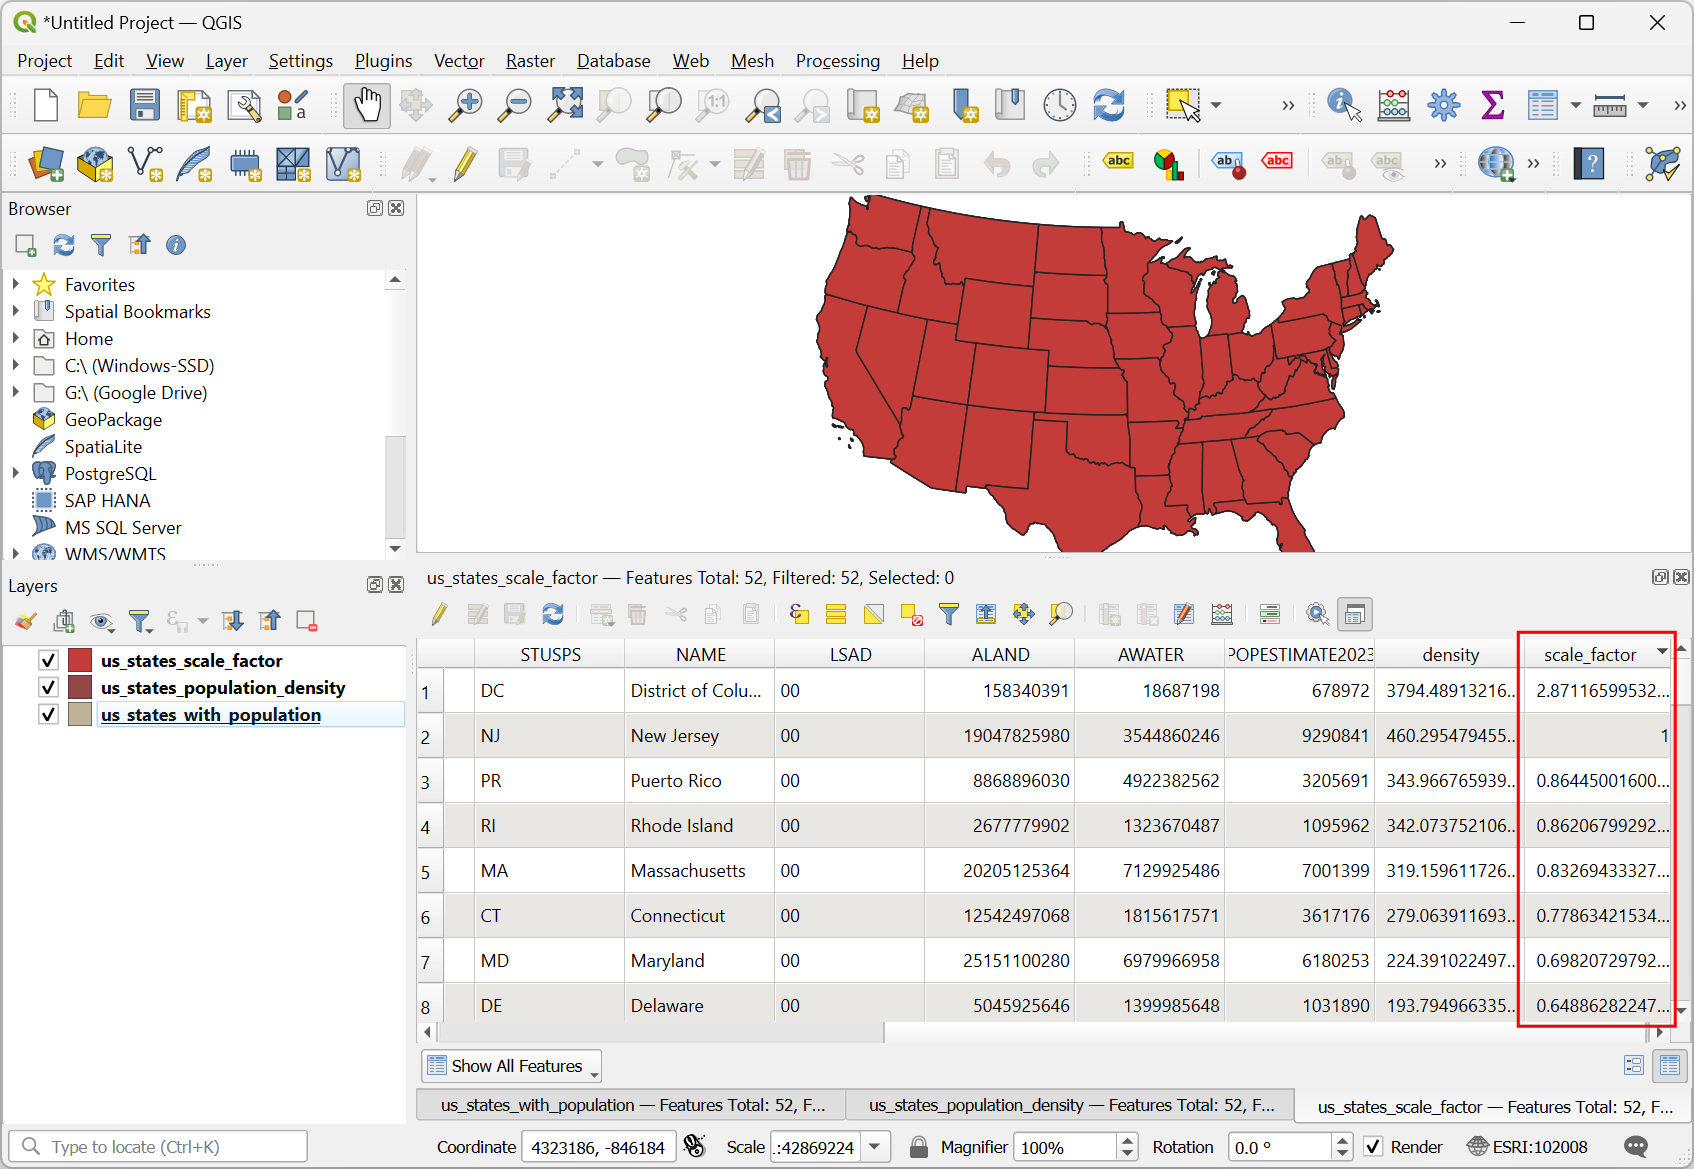 *Untitled Project — QGIS
Project Edit View Layer Settings Plugins Vector Raster Database Web Mesh Processing Help
1:1
abc abc abc ab abc
Browser
Favorites
Spatial Bookmarks
Home
C:\ (Windows-SSD)
G:\ (Google Drive)
GeoPackage
SpatiaLite
PostgreSQL
SAP HANA
MS SQL Server
WMS/WMTS
Layers
us_states_scale_factor
us_states_population_density
us_states_with_population
us_states_scale_factor — Features Total: 52, Filtered: 52, Selected: 0
STUSPS NAME LSAD ALAND AWATER POPESTIMATE2023 density scale_factor
1 DC District of Colu... 00 158340391 18687198 678972 3794.48913216... 2.87116599532...
2 NJ New Jersey 00 19047825980 3544860246 9290841 460.295479455... 1
3 PR Puerto Rico 00 8868896030 4922382562 3205691 343.966765939... 0.86445001600...
4 RI Rhode Island 00 2677779902 1323670487 1095962 342.073752106... 0.86206799292...
5 MA Massachusetts 00 20205125364 7129925486 7001399 319.159611726... 0.83269433327...
6 CT Connecticut 00 12542497068 1815617571 3617176 279.063911693... 0.77863421534...
7 MD Maryland 00 25151100280 6979966958 6180253 224.391022497... 0.69820729792...
8 DE Delaware 00 5045925646 1399985648 1031890 193.794966335... 0.64886282247...
Show All Features
us_states_with_population — Features Total: 52, F... us_states_population_density — Features Total: 52, F... us_states_scale_factor — Features Total: 52, F...
Type to locate (Ctrl+K) Coordinate 4323186, -846184 Scale .:42869224 Magnifier 100% Rotation 0.0 ° Render ESRI:102008